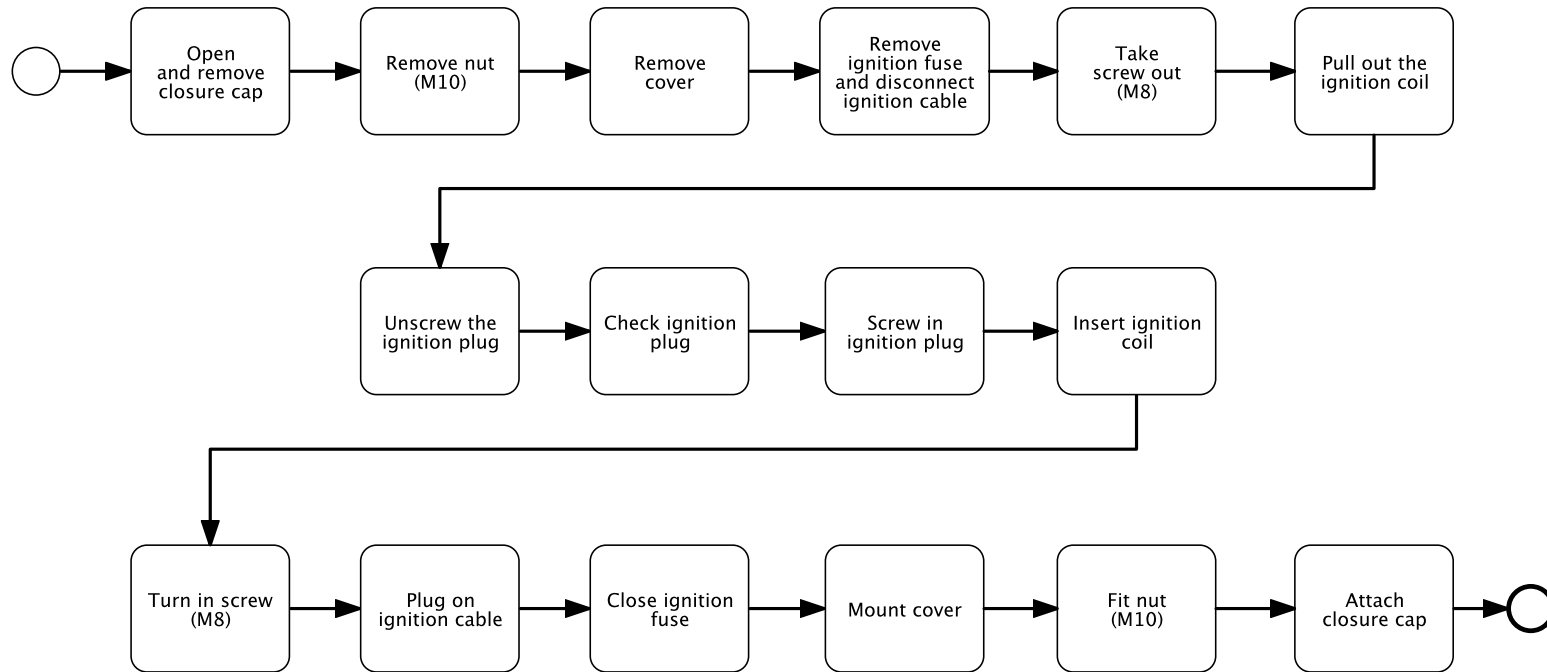 Open
and remove
closure cap
Remove nut
(M10)
Remove
cover
Remove
ignition fuse
and disconnect
ignition cable
Take
screw out
(M8)
Pull out the
ignition coil
Unscrew the
ignition plug
Check ignition
plug
Screw in
ignition plug
Insert ignition
coil
Turn in screw
(M8)
Plug on
ignition cable
Close ignition
fuse
Mount cover
Fit nut
(M10)
Attach
closure cap